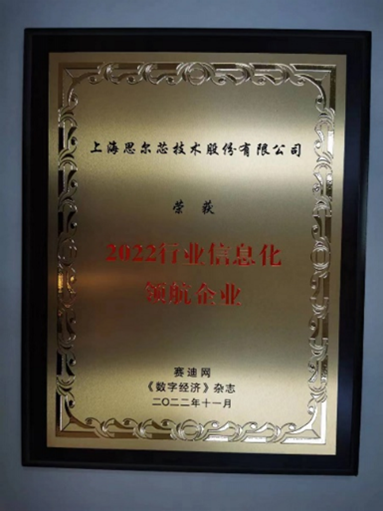 上海思尔芯技术股份有限公司
荣获
2022行业信息化
领航企业
赛迪网
《数字经济》杂志
二〇二二年十一月